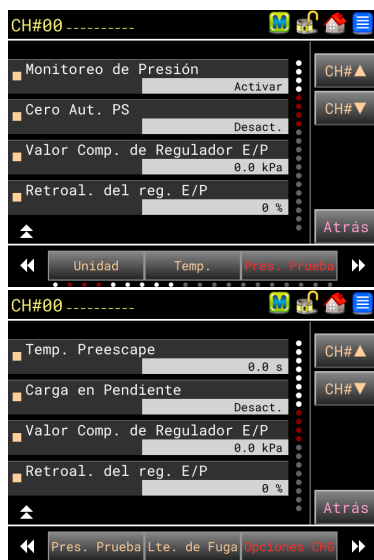 CH#00 ----------
M
Monitoreo de Presión
Activar
CH#▲
Cero Aut. PS
Desact.
CH#▼
Valor Comp. de Regulador E/P
0.0 kPa
Retroal. del reg. E/P
0 %
Atrás
Unidad
Temp.
Pres. Prueba
CH#00 ----------
M
Temp. Preescape
0.0 s
CH#▲
Carga en Pendiente
Desact.
CH#▼
Valor Comp. de Regulador E/P
0.0 kPa
Retroal. del reg. E/P
0 %
Atrás
Pres. Prueba
Lte. de Fuga
Opciones CHG